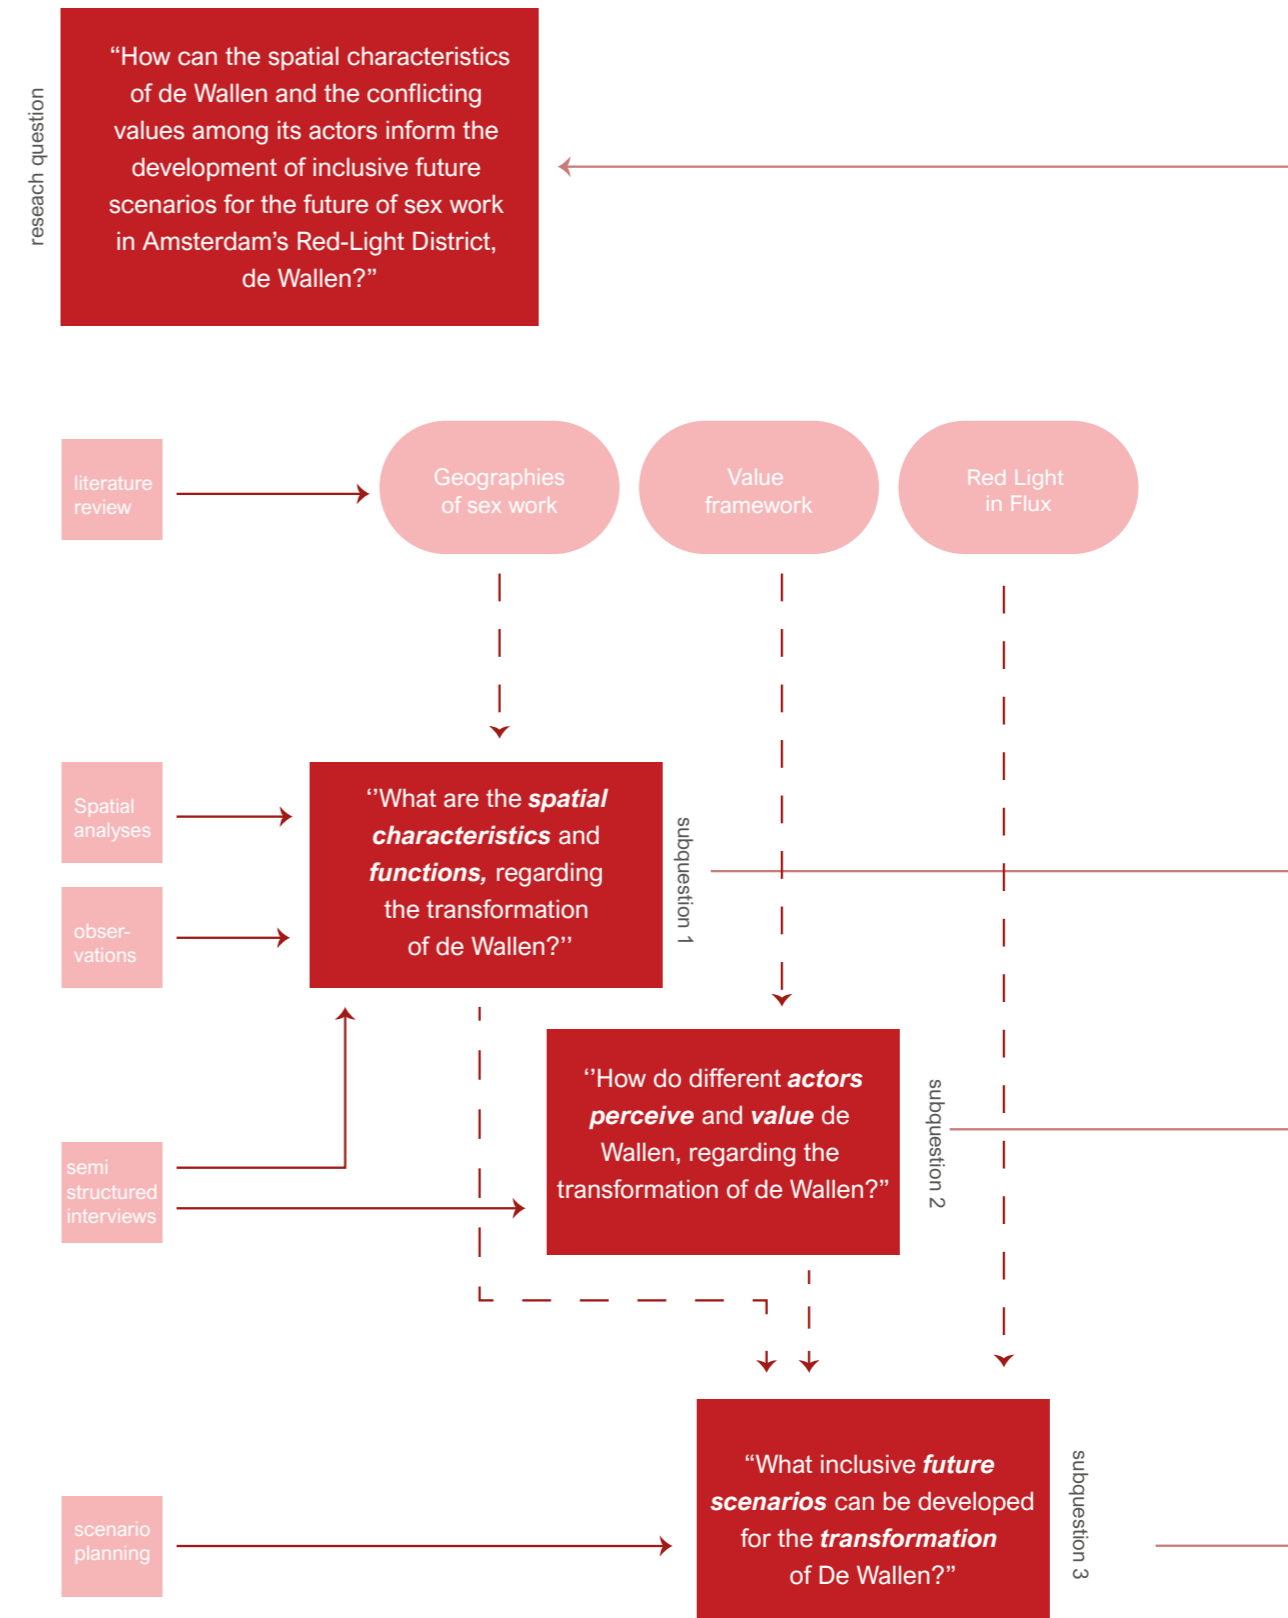 reseach question
“How can the spatial characteristics
of de Wallen and the conflicting
values among its actors inform the
development of inclusive future
scenarios for the future of sex work
in Amsterdam’s Red-Light District,
de Wallen?”
literature
review
Geographies
of sex work
Value
framework
Red Light
in Flux
Spatial
analyses
obser-
vations
‘’What are the spatial
characteristics and
functions, regarding
the transformation
of de Wallen?’’
subquestion 1
semi
structured
interviews
‘’How do different actors
perceive and value de
Wallen, regarding the
transformation of de Wallen?”
subquestion 2
scenario
planning
“What inclusive future
scenarios can be developed
for the transformation
of De Wallen?”
subquestion 3